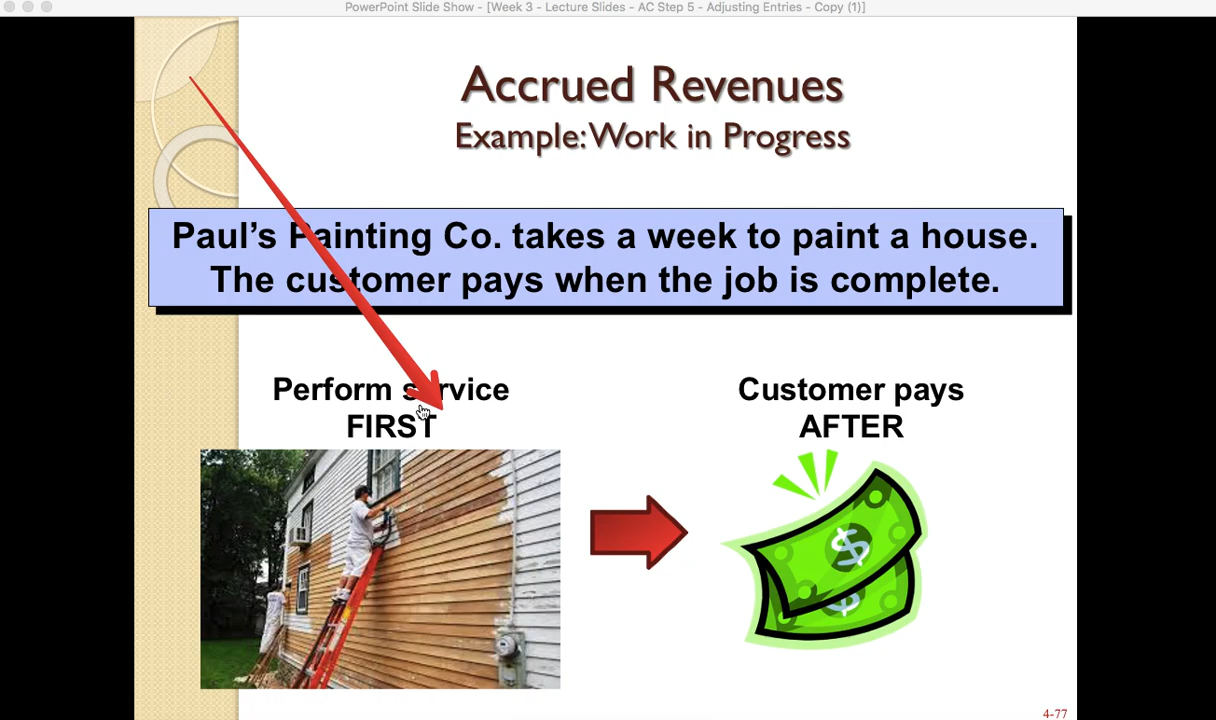 PowerPoint Slide Show - [Week 3 - Lecture Slides - AC Step 5 - Adjusting Entries - Copy (1)]
Accrued Revenues
Example: Work in Progress
Paul's Painting Co. takes a week to paint a house.
The customer pays when the job is complete.
Perform service
FIRST
Customer pays
AFTER
4-77